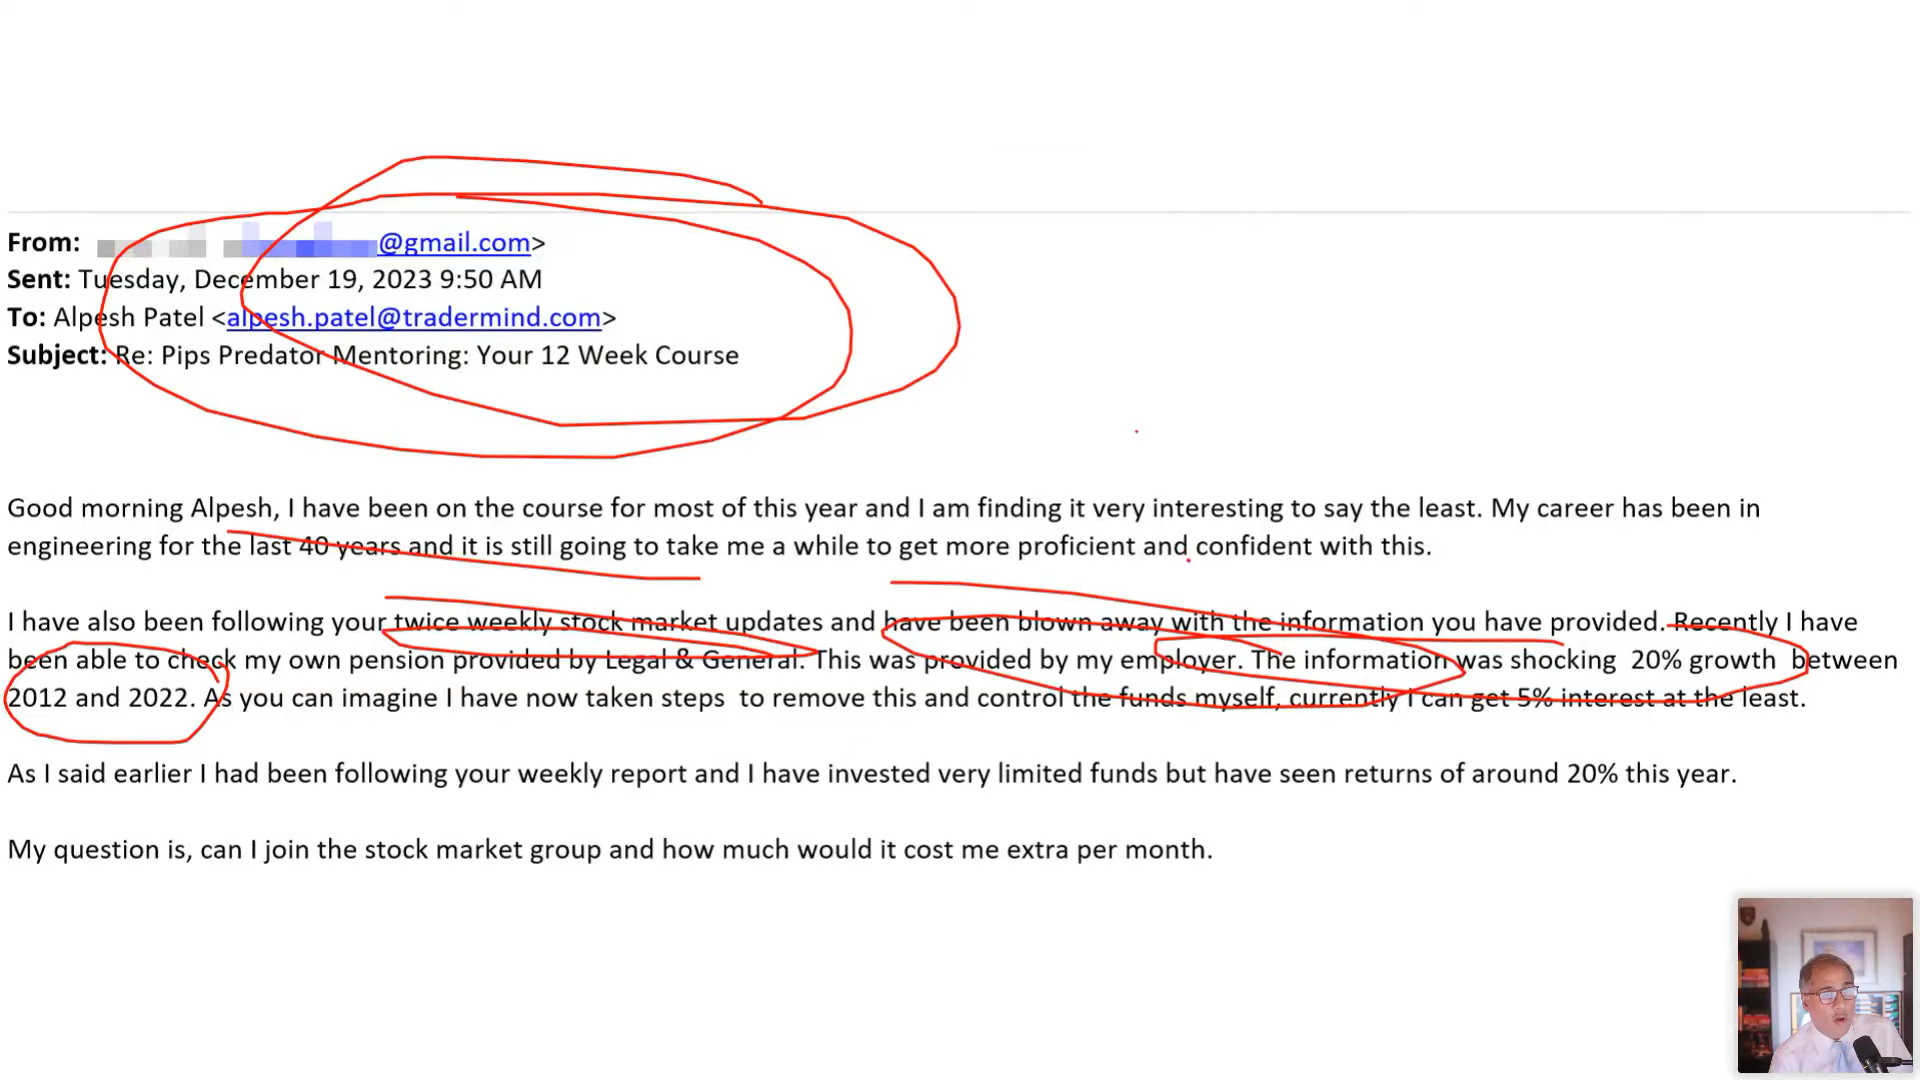 From: @gmail.com>
Sent: Tuesday, December 19, 2023 9:50 AM
To: Alpesh Patel <alpesh.patel@tradermind.com>
Subject: Re: Pips Predator Mentoring: Your 12 Week Course
Good morning Alpesh, I have been on the course for most of this year and I am finding it very interesting to say the least. My career has been in
engineering for the last 40 years and it is still going to take me a while to get more proficient and confident with this.
I have also been following your twice weekly stock market updates and have been blown away with the information you have provided. Recently I have
been able to check my own pension provided by Legal & General. This was provided by my employer. The information was shocking 20% growth between
2012 and 2022. As you can imagine I have now taken steps to remove this and control the funds myself, currently I can get 5% interest at the least.
As I said earlier I had been following your weekly report and I have invested very limited funds but have seen returns of around 20% this year.
My question is, can I join the stock market group and how much would it cost me extra per month.